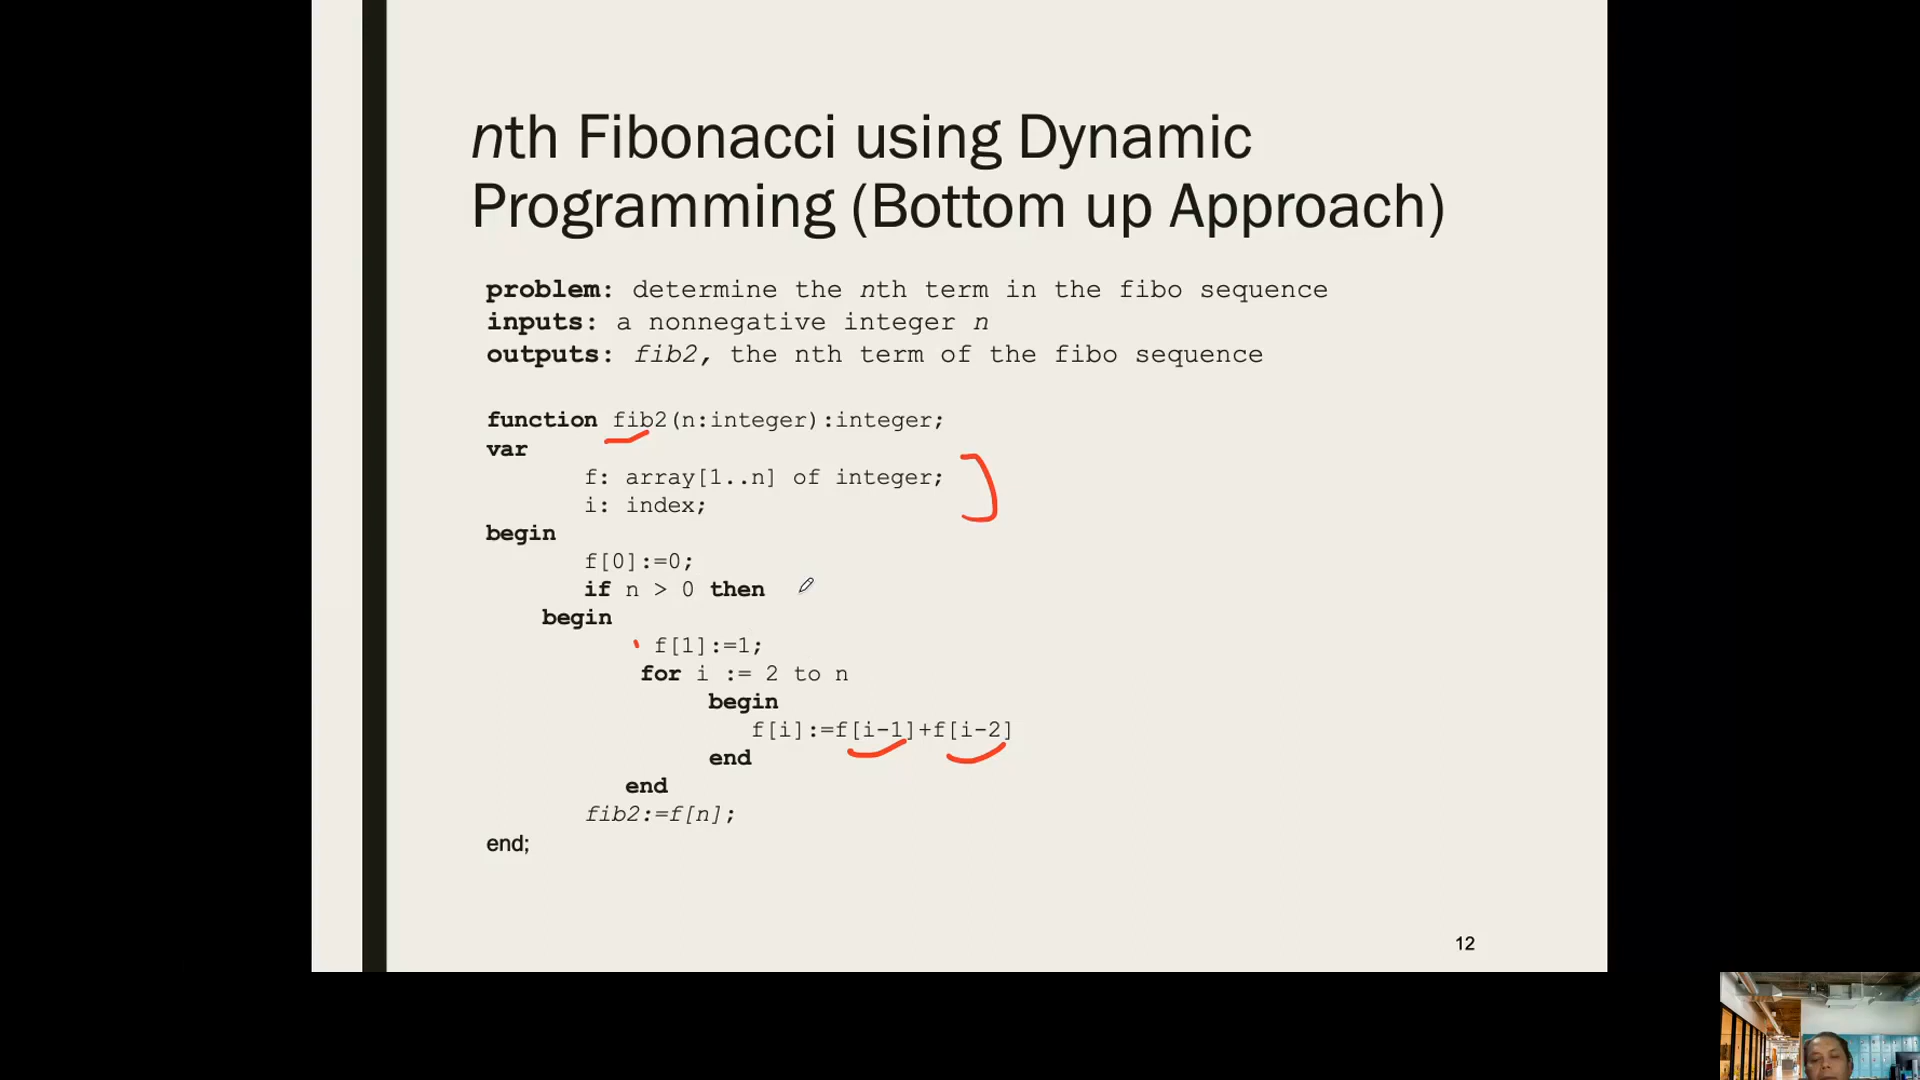 nth Fibonacci using Dynamic
Programming (Bottom up Approach)
problem: determine the nth term in the fibo sequence
inputs: a nonnegative integer n
outputs: fib2, the nth term of the fibo sequence
function fib2(n:integer):integer;
var
f: array[1..n] of integer;
i: index;
begin
f[0]:=0;
if n > 0 then
begin
f[1]:=1;
for i := 2 to n
begin
f[i]:=f[i-1]+f[i-2]
end
end
fib2:=f[n];
end;
12